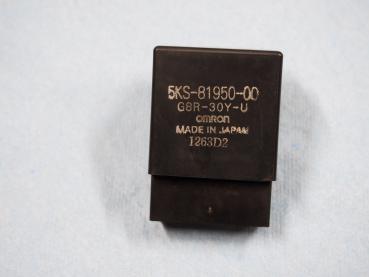 5KS-81950-00
G8R-30Y-U
omron
MADE IN JAPAN
1263D2